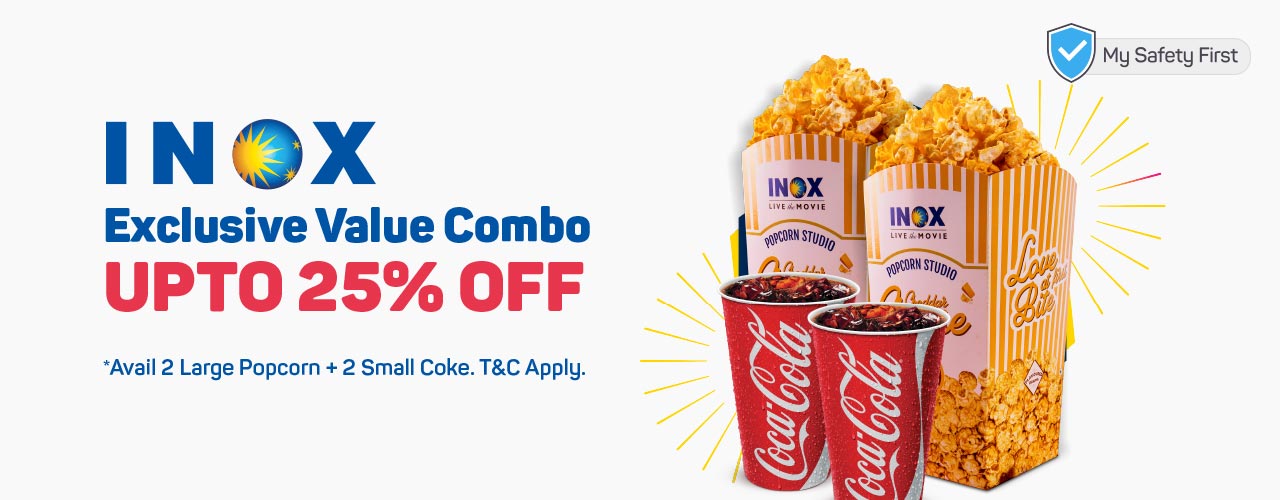 My Safety First
INOX
Exclusive Value Combo
UPTO 25% OFF
*Avail 2 Large Popcorn + 2 Small Coke. T&C Apply.
INOX
LIVE the MOVIE
POPCORN STUDIO
Cheddar
INOX
LIVE the MOVIE
POPCORN STUDIO
Cheddar
Love
at first
Bite
Coca-Cola
Coca-Cola